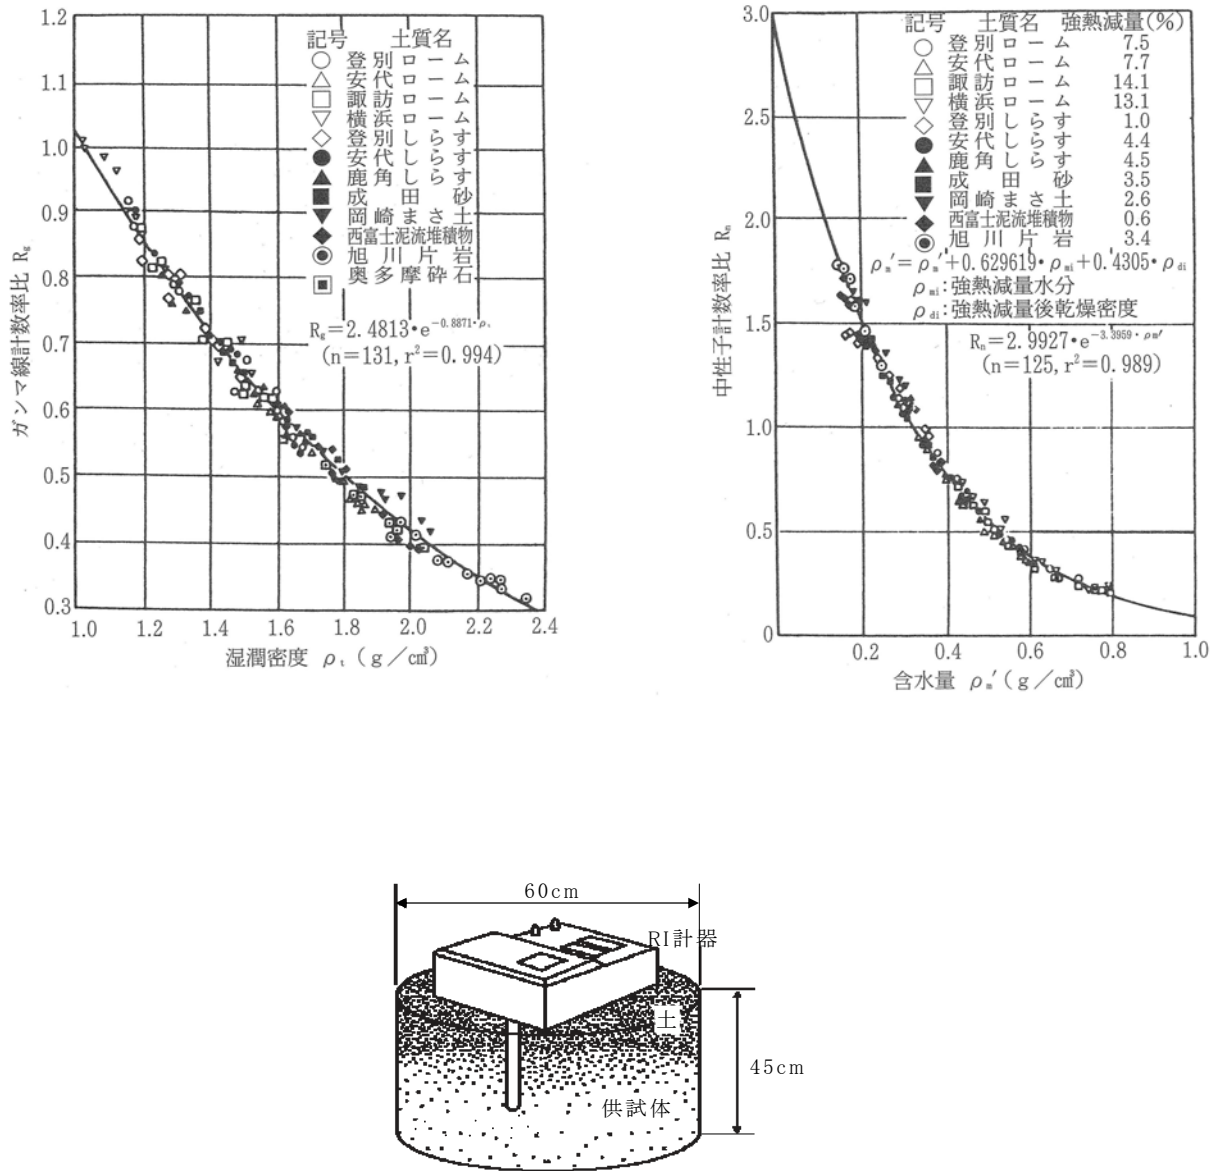 1.2
1.1
1.0
0.9
0.8
0.7
0.6
0.5
0.4
0.3
ガンマ線計数率比 Rg
1.0 1.2 1.4 1.6 1.8 2.0 2.2 2.4
湿潤密度 ρt(g/cm³)
記号 土質名
登別ローム
安代ローム
諏訪ローム
横浜ローム
登別しらす
安代しらす
鹿角しらす
成田砂
岡崎まさ土
西富士泥流堆積物
旭川片岩
奥多摩砕石
Rg=2.4813・e−0.8871・ρt
(n=131, r²=0.994)
3.0
2.5
2.0
1.5
1.0
0.5
0
中性子計数率比 Rn
0.2 0.4 0.6 0.8 1.0
含水量 ρm′(g/cm³)
記号 土質名 強熱減量(%)
登別ローム 7.5
安代ローム 7.7
諏訪ローム 14.1
横浜ローム 13.1
登別しらす 1.0
安代しらす 4.4
鹿角しらす 4.5
成田砂 3.5
岡崎まさ土 2.6
西富士泥流堆積物 0.6
旭川片岩 3.4
ρm′=ρm′+0.629619・ρmi+0.4305・ρdi
ρmi:強熱減量水分
ρdi:強熱減量後乾燥密度
Rn=2.9927・e−3.3959・ρm′
(n=125, r²=0.989)
60cm
RI計器
土
45cm
供試体